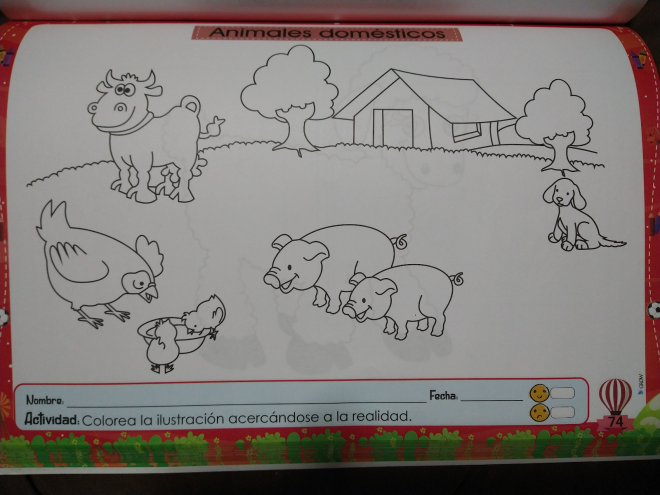 Animales domésticos
Nombre:
Fecha:
Actividad: Colorea la ilustración acercándose a la realidad.
74